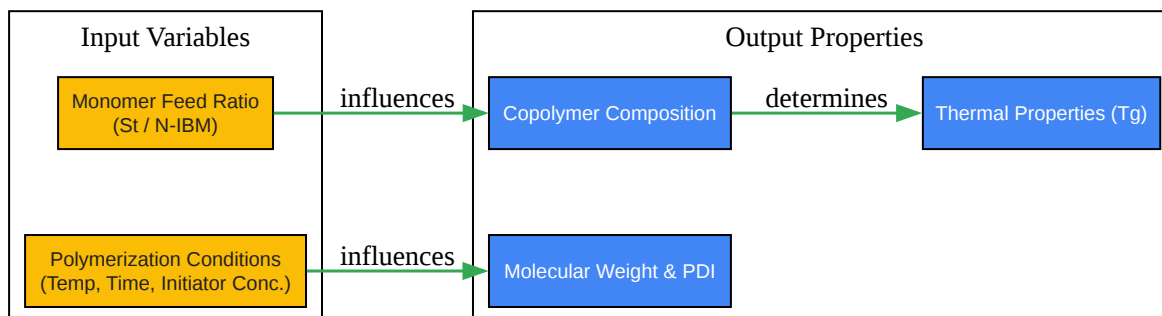 Input Variables
Output Properties
Monomer Feed Ratio
(St / N-IBM)
influences
Copolymer Composition
determines
Thermal Properties (Tg)
Polymerization Conditions
(Temp, Time, Initiator Conc.)
influences
Molecular Weight & PDI